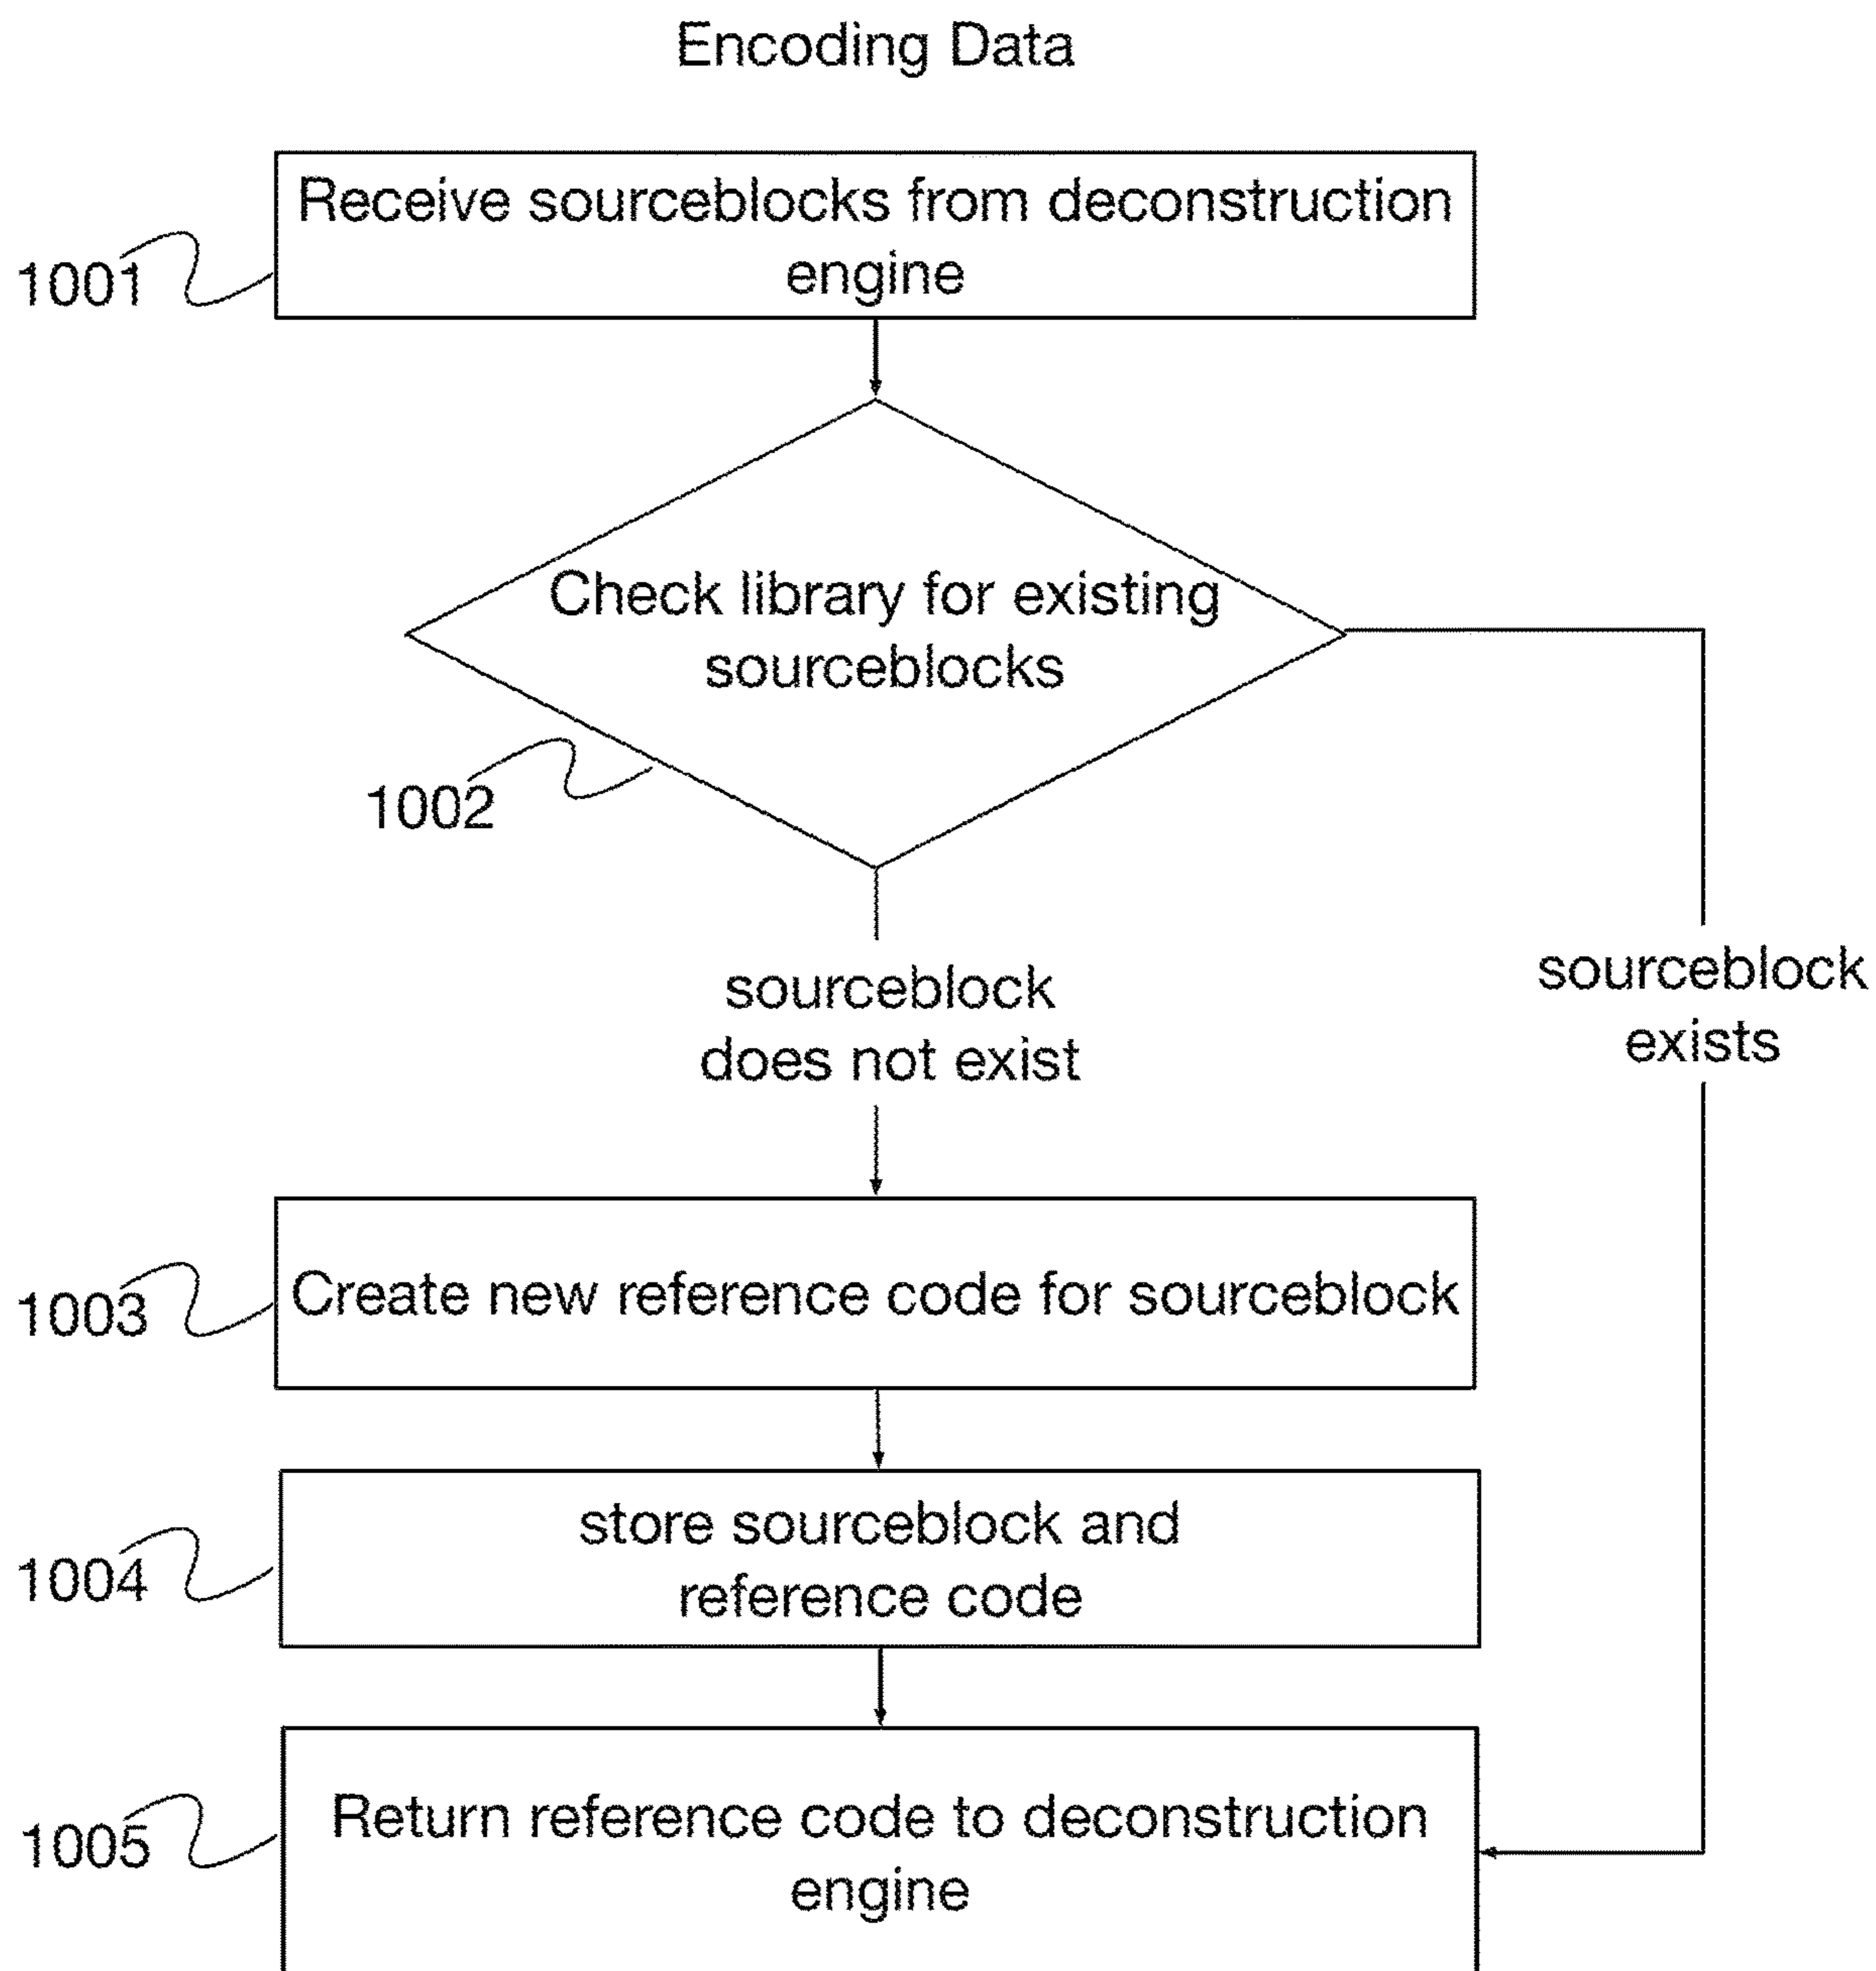 Encoding Data
Receive sourceblocks from deconstruction
engine
1001
Check library for existing
sourceblocks
1002
sourceblock
does not exist
sourceblock
exists
Create new reference code for sourceblock
1003
store sourceblock and
reference code
1004
Return reference code to deconstruction
engine
1005